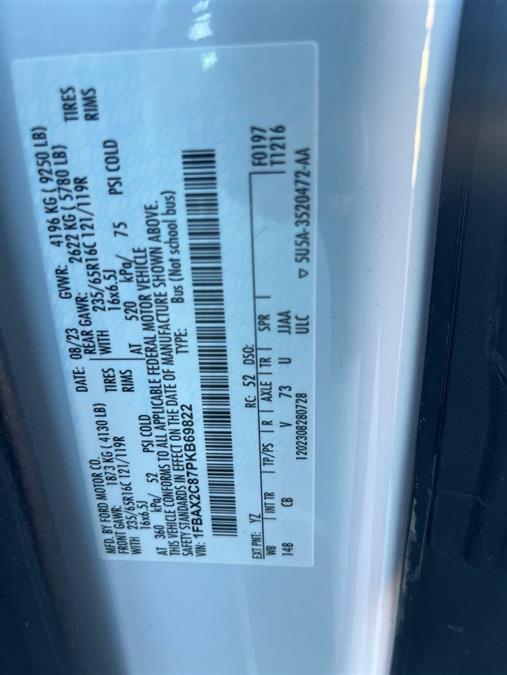 MFD. BY FORD MOTOR CO. DATE: 08/23 GVWR: 4196 KG ( 9250 LB)
FRONT GAWR: 1873 KG ( 4130 LB) REAR GAWR: 2622 KG ( 5780 LB)
WITH 235/65R16C 121/119R TIRES WITH 235/65R16C 121/119R TIRES
16x6.5J RIMS 16x6.5J RIMS
AT 360 kPa/ 52 PSI COLD AT 520 kPa/ 75 PSI COLD
THIS VEHICLE CONFORMS TO ALL APPLICABLE FEDERAL MOTOR VEHICLE
SAFETY STANDARDS IN EFFECT ON THE DATE OF MANUFACTURE SHOWN ABOVE.
VIN: 1FBAX2C87PKB69822 TYPE: Bus (Not school bus)
EXT PNT: YZ RC: 52 DSO: F0197
WB INT TR TP/PS R AXLE TR SPR T1216
148 CB V 73 U JJAA
1202308280728 ULC ▽ 5U5A-3520472-AA